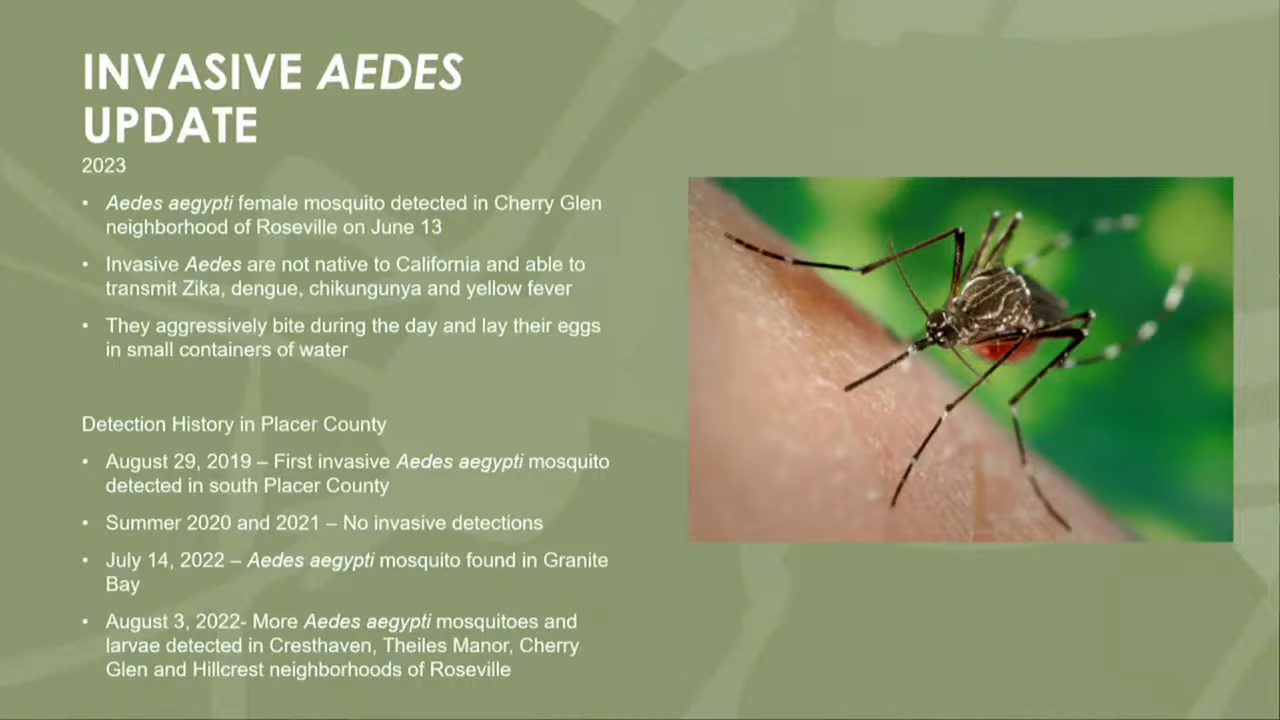 INVASIVE AEDES
UPDATE
2023
• Aedes aegypti female mosquito detected in Cherry Glen
neighborhood of Roseville on June 13
• Invasive Aedes are not native to California and able to
transmit Zika, dengue, chikungunya and yellow fever
• They aggressively bite during the day and lay their eggs
in small containers of water
Detection History in Placer County
• August 29, 2019 – First invasive Aedes aegypti mosquito
detected in south Placer County
• Summer 2020 and 2021 – No invasive detections
• July 14, 2022 – Aedes aegypti mosquito found in Granite
Bay
• August 3, 2022- More Aedes aegypti mosquitoes and
larvae detected in Cresthaven, Theiles Manor, Cherry
Glen and Hillcrest neighborhoods of Roseville